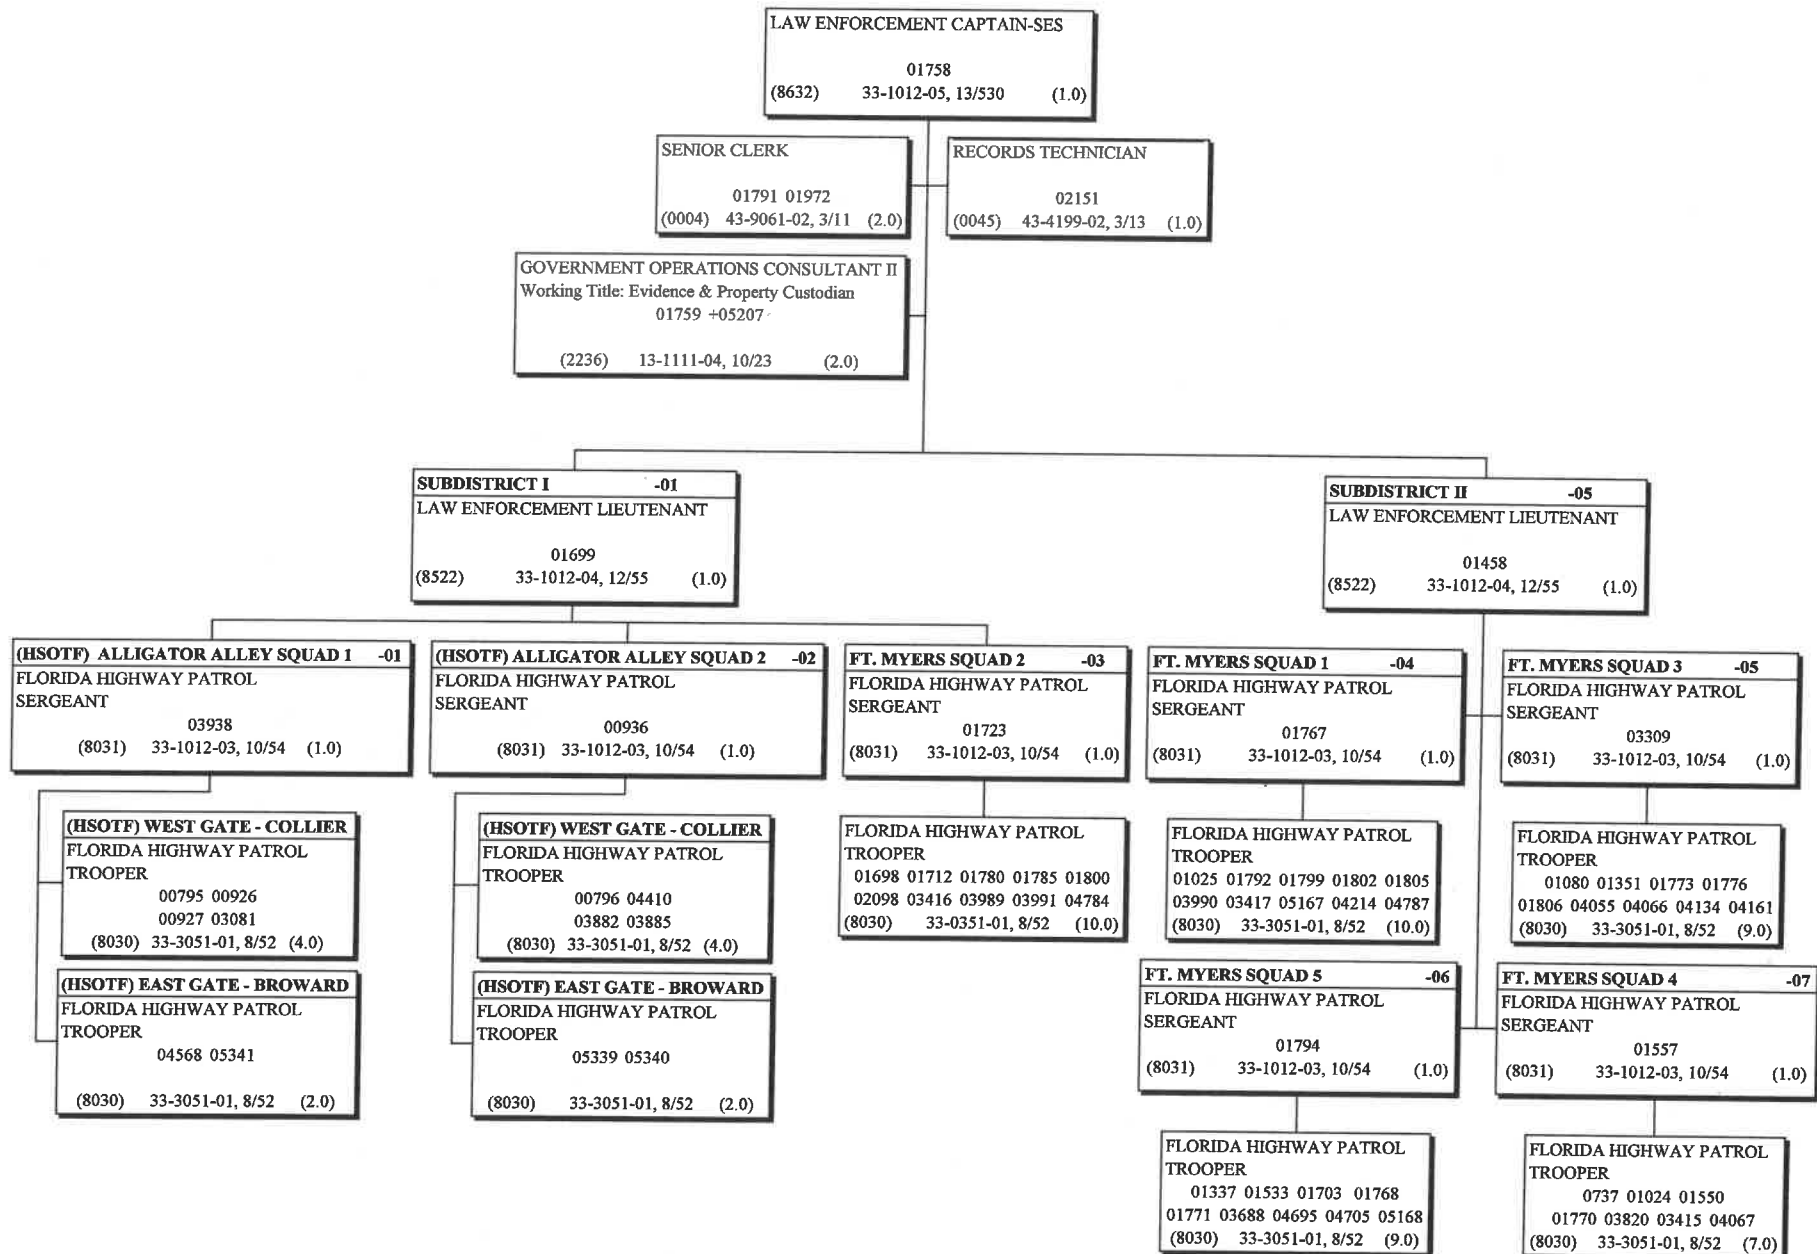 LAW ENFORCEMENT CAPTAIN-SES
01758
(8632) 33-1012-05, 13/530 (1.0)
SENIOR CLERK
01791 01972
(0004) 43-9061-02, 3/11 (2.0)
RECORDS TECHNICIAN
02151
(0045) 43-4199-02, 3/13 (1.0)
GOVERNMENT OPERATIONS CONSULTANT II
Working Title: Evidence & Property Custodian
01759 +05207
(2236) 13-1111-04, 10/23 (2.0)
SUBDISTRICT I -01
LAW ENFORCEMENT LIEUTENANT
01699
(8522) 33-1012-04, 12/55 (1.0)
SUBDISTRICT II -05
LAW ENFORCEMENT LIEUTENANT
01458
(8522) 33-1012-04, 12/55 (1.0)
(HSOTF) ALLIGATOR ALLEY SQUAD 1 -01
FLORIDA HIGHWAY PATROL
SERGEANT
03938
(8031) 33-1012-03, 10/54 (1.0)
(HSOTF) ALLIGATOR ALLEY SQUAD 2 -02
FLORIDA HIGHWAY PATROL
SERGEANT
00936
(8031) 33-1012-03, 10/54 (1.0)
FT. MYERS SQUAD 2 -03
FLORIDA HIGHWAY PATROL
SERGEANT
01723
(8031) 33-1012-03, 10/54 (1.0)
FT. MYERS SQUAD 1 -04
FLORIDA HIGHWAY PATROL
SERGEANT
01767
(8031) 33-1012-03, 10/54 (1.0)
FT. MYERS SQUAD 3 -05
FLORIDA HIGHWAY PATROL
SERGEANT
03309
(8031) 33-1012-03, 10/54 (1.0)
(HSOTF) WEST GATE - COLLIER
FLORIDA HIGHWAY PATROL
TROOPER
00795 00926
00927 03081
(8030) 33-3051-01, 8/52 (4.0)
(HSOTF) WEST GATE - COLLIER
FLORIDA HIGHWAY PATROL
TROOPER
00796 04410
03882 03885
(8030) 33-3051-01, 8/52 (4.0)
FLORIDA HIGHWAY PATROL
TROOPER
01698 01712 01780 01785 01800
02098 03416 03989 03991 04784
(8030) 33-0351-01, 8/52 (10.0)
FLORIDA HIGHWAY PATROL
TROOPER
01025 01792 01799 01802 01805
03990 03417 05167 04214 04787
(8030) 33-3051-01, 8/52 (10.0)
FLORIDA HIGHWAY PATROL
TROOPER
01080 01351 01773 01776
01806 04055 04066 04134 04161
(8030) 33-3051-01, 8/52 (9.0)
(HSOTF) EAST GATE - BROWARD
FLORIDA HIGHWAY PATROL
TROOPER
04568 05341
(8030) 33-3051-01, 8/52 (2.0)
(HSOTF) EAST GATE - BROWARD
FLORIDA HIGHWAY PATROL
TROOPER
05339 05340
(8030) 33-3051-01, 8/52 (2.0)
FT. MYERS SQUAD 5 -06
FLORIDA HIGHWAY PATROL
SERGEANT
01794
(8031) 33-1012-03, 10/54 (1.0)
FT. MYERS SQUAD 4 -07
FLORIDA HIGHWAY PATROL
SERGEANT
01557
(8031) 33-1012-03, 10/54 (1.0)
FLORIDA HIGHWAY PATROL
TROOPER
01337 01533 01703 01768
01771 03688 04695 04705 05168
(8030) 33-3051-01, 8/52 (9.0)
FLORIDA HIGHWAY PATROL
TROOPER
0737 01024 01550
01770 03820 03415 04067
(8030) 33-3051-01, 8/52 (7.0)